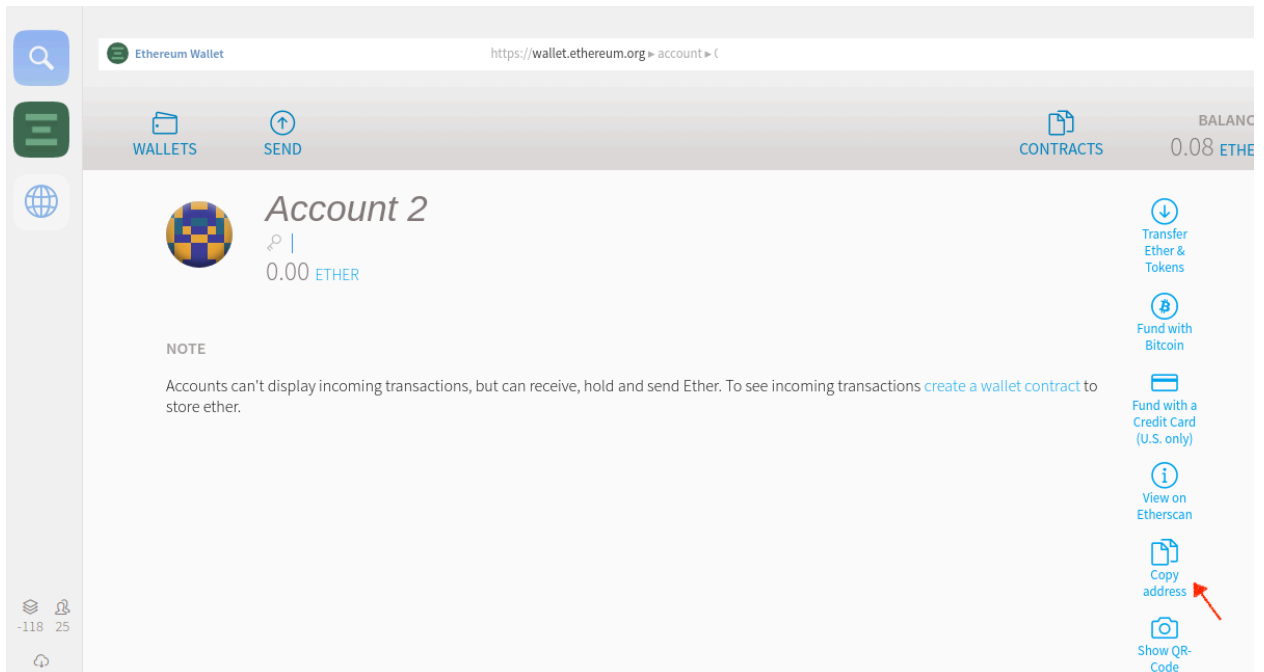 Ethereum Wallet
https://wallet.ethereum.org ▸ account ▸
WALLETS
SEND
CONTRACTS
BALANC
0.08 ETHE
Account 2
0.00 ETHER
NOTE
Accounts can't display incoming transactions, but can receive, hold and send Ether. To see incoming transactions create a wallet contract to
store ether.
Transfer
Ether &
Tokens
Fund with
Bitcoin
Fund with a
Credit Card
(U.S. only)
View on
Etherscan
Copy
address
Show QR-
Code
-118 25